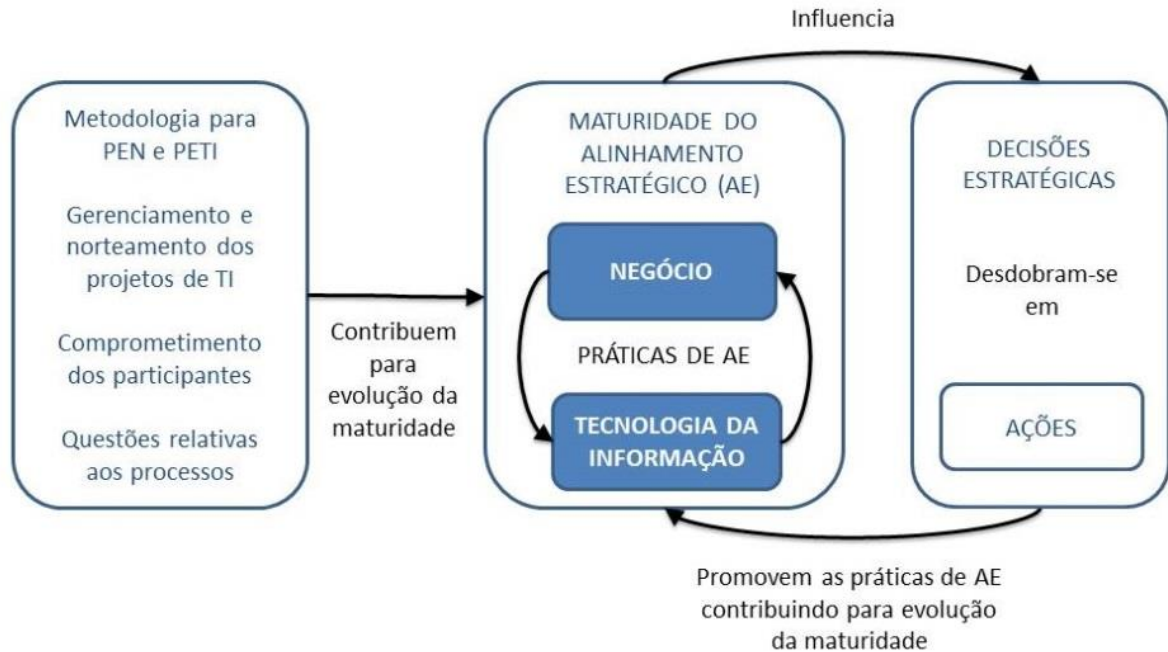 Influencia
Metodologia para
PEN e PETI
Gerenciamento e
norteamento dos
projetos de TI
Comprometimento
dos participantes
Questões relativas
aos processos
Contribuem
para
evolução da
maturidade
MATURIDADE DO
ALINHAMENTO
ESTRATÉGICO (AE)
NEGÓCIO
PRÁTICAS DE AE
TECNOLOGIA DA
INFORMAÇÃO
DECISÕES
ESTRATÉGICAS
Desdobram-se
em
AÇÕES
Promovem as práticas de AE
contribuindo para evolução
da maturidade